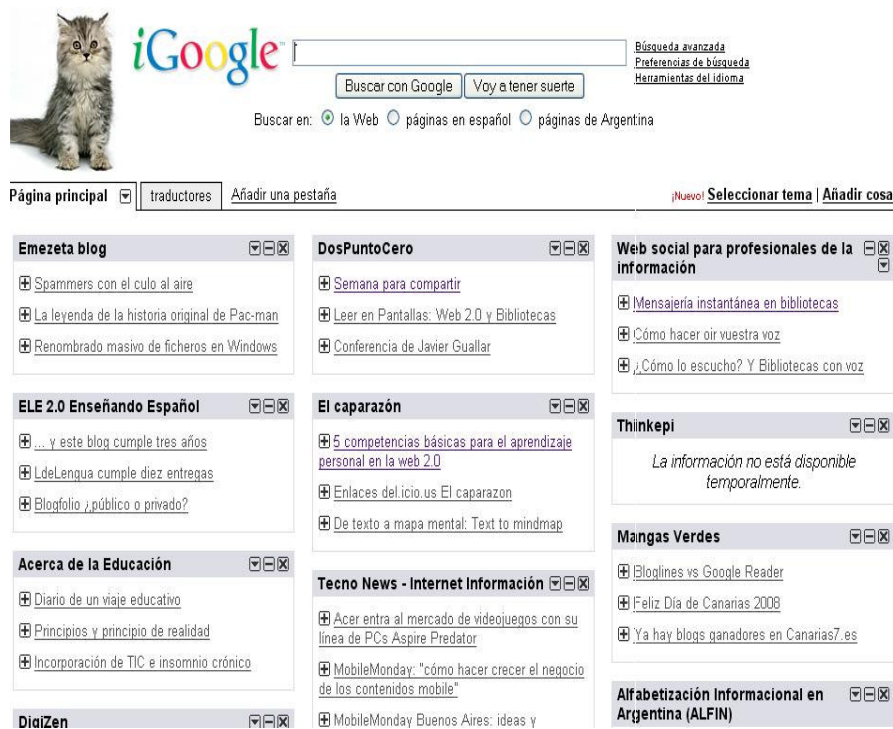 iGoogle™
Búsqueda avanzada
Preferencias de búsqueda
Herramientas del idioma
Buscar con Google
Voy a tener suerte
Buscar en: la Web páginas en español páginas de Argentina
Página principal
traductores
Añadir una pestaña
¡Nuevo! Seleccionar tema | Añadir cosa
Emezeta blog
Spammers con el culo al aire
La leyenda de la historia original de Pac-man
Renombrado masivo de ficheros en Windows
ELE 2.0 Enseñando Español
... y este blog cumple tres años
LdeLengua cumple diez entregas
Blogfolio ¿público o privado?
Acerca de la Educación
Diario de un viaje educativo
Principios y principio de realidad
Incorporación de TIC e insomnio crónico
DigiZen
DosPuntoCero
Semana para compartir
Leer en Pantallas: Web 2.0 y Bibliotecas
Conferencia de Javier Guallar
El caparazón
5 competencias básicas para el aprendizaje
personal en la web 2.0
Enlaces del.icio.us El caparazon
De texto a mapa mental: Text to mindmap
Tecno News - Internet Información
Acer entra al mercado de videojuegos con su
línea de PCs Aspire Predator
MobileMonday: "cómo hacer crecer el negocio
de los contenidos mobile"
MobileMonday Buenos Aires: ideas y
Web social para profesionales de la
información
Mensajería instantánea en bibliotecas
Cómo hacer oir vuestra voz
¿Cómo lo escucho? Y Bibliotecas con voz
Thinkepi
La información no está disponible
temporalmente.
Mangas Verdes
Bloglines vs Google Reader
Feliz Día de Canarias 2008
Ya hay blogs ganadores en Canarias7.es
Alfabetización Informacional en
Argentina (ALFIN)